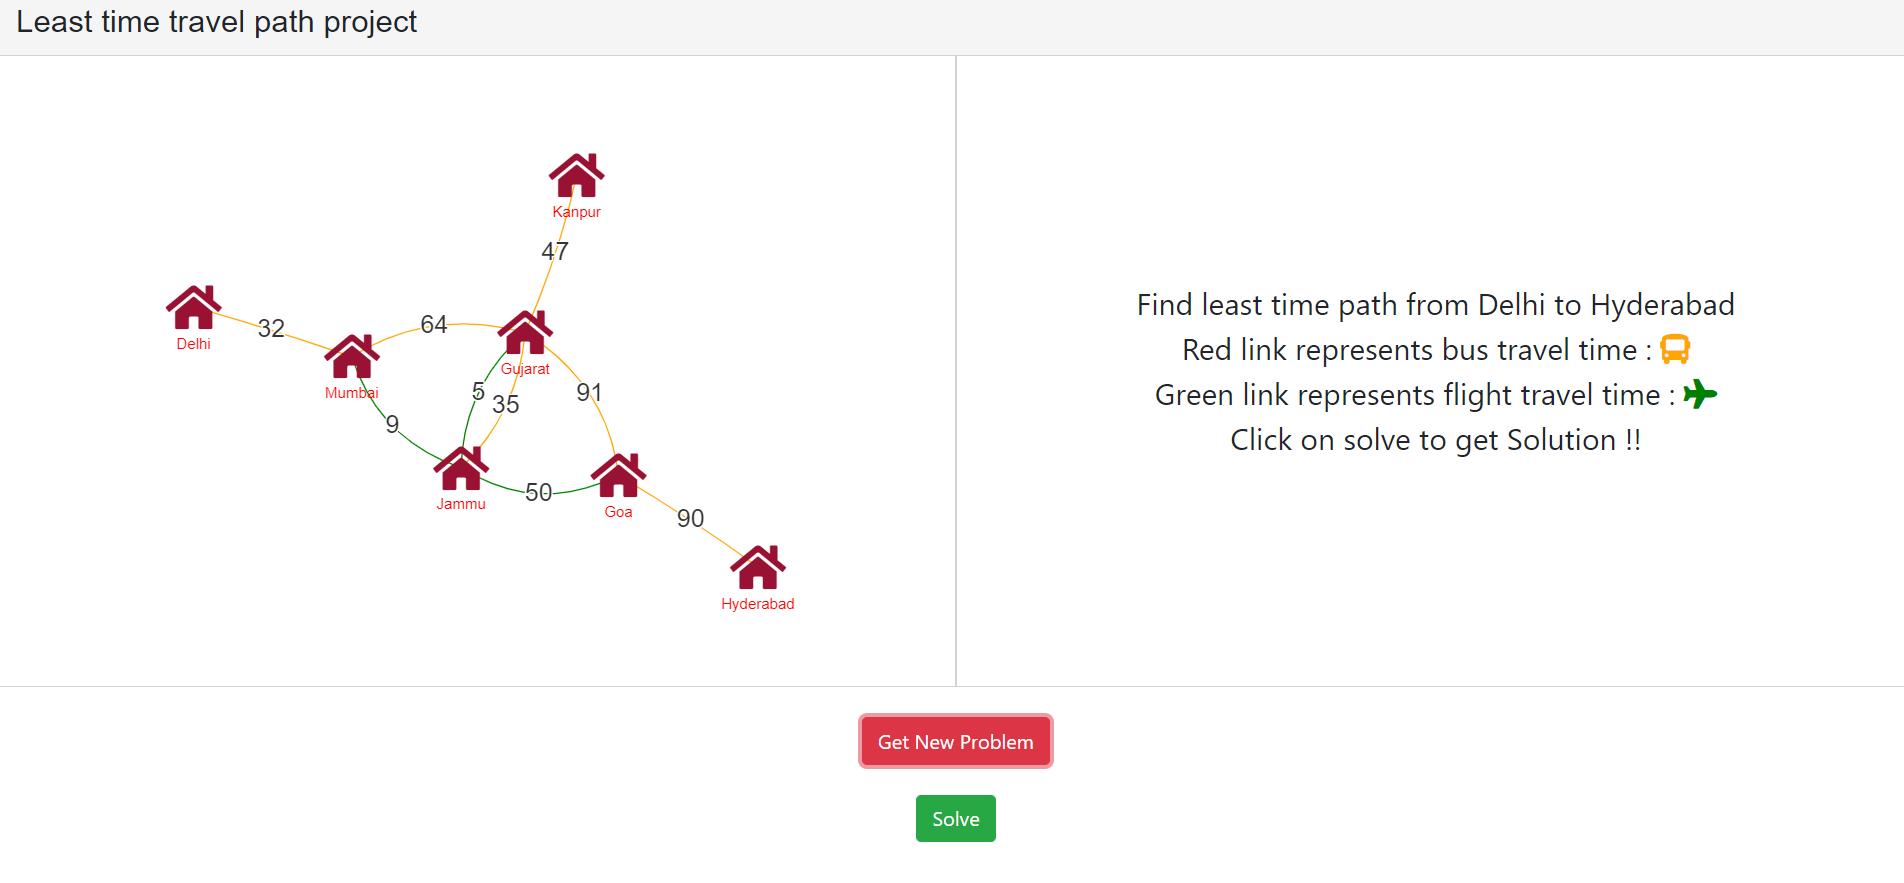 Least time travel path project
Kanpur
47
Delhi
32
64
Mumbai
Gujarat
5
35
91
9
Jammu
50
Goa
90
Hyderabad
Find least time path from Delhi to Hyderabad
Red link represents bus travel time :
Green link represents flight travel time :
Click on solve to get Solution !!
Get New Problem
Solve